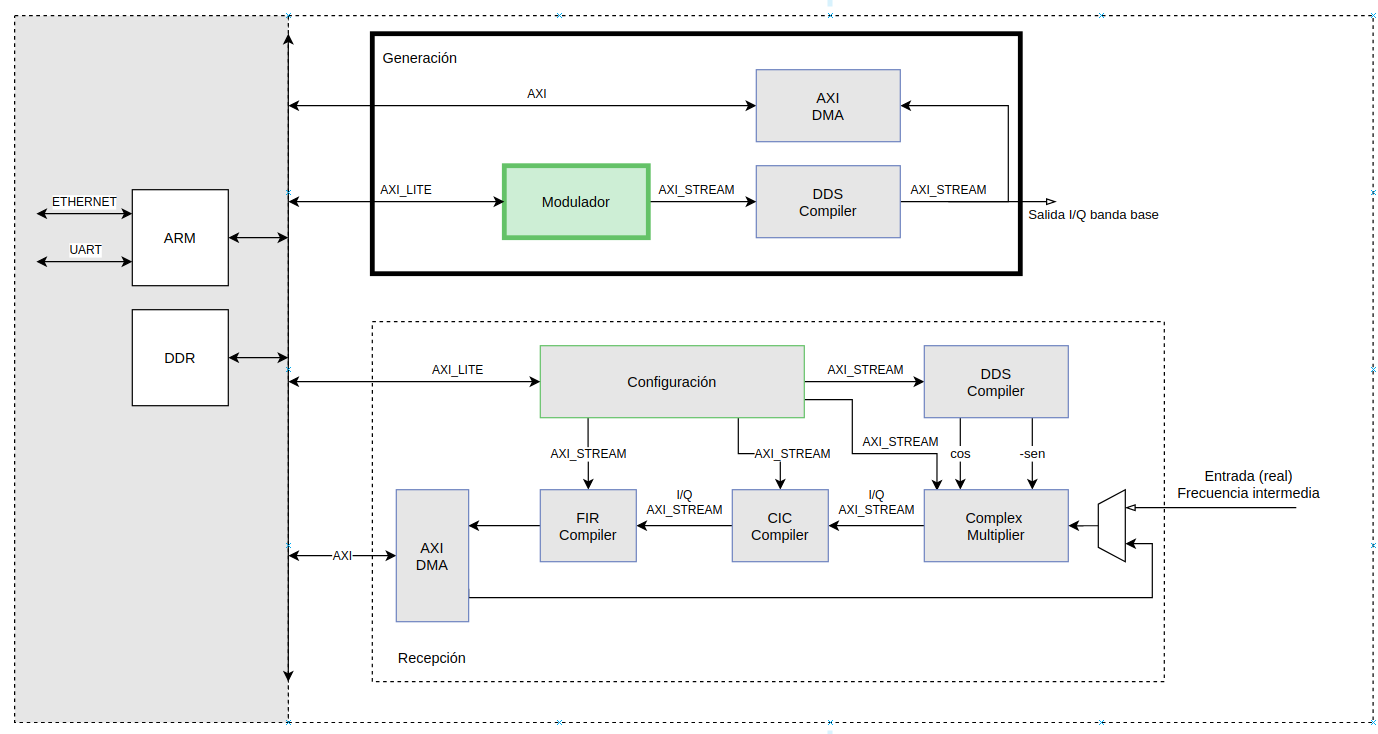 Generación
AXI
AXI
DMA
AXI_LITE
Modulador
AXI_STREAM
DDS
Compiler
AXI_STREAM
Salida I/Q banda base
ETHERNET
UART
ARM
DDR
AXI_LITE
Configuración
AXI_STREAM
DDS
Compiler
AXI_STREAM
AXI_STREAM
AXI_STREAM
cos
-sen
Entrada (real)
Frecuencia intermedia
AXI
AXI
DMA
FIR
Compiler
I/Q
AXI_STREAM
CIC
Compiler
I/Q
AXI_STREAM
Complex
Multiplier
Recepción